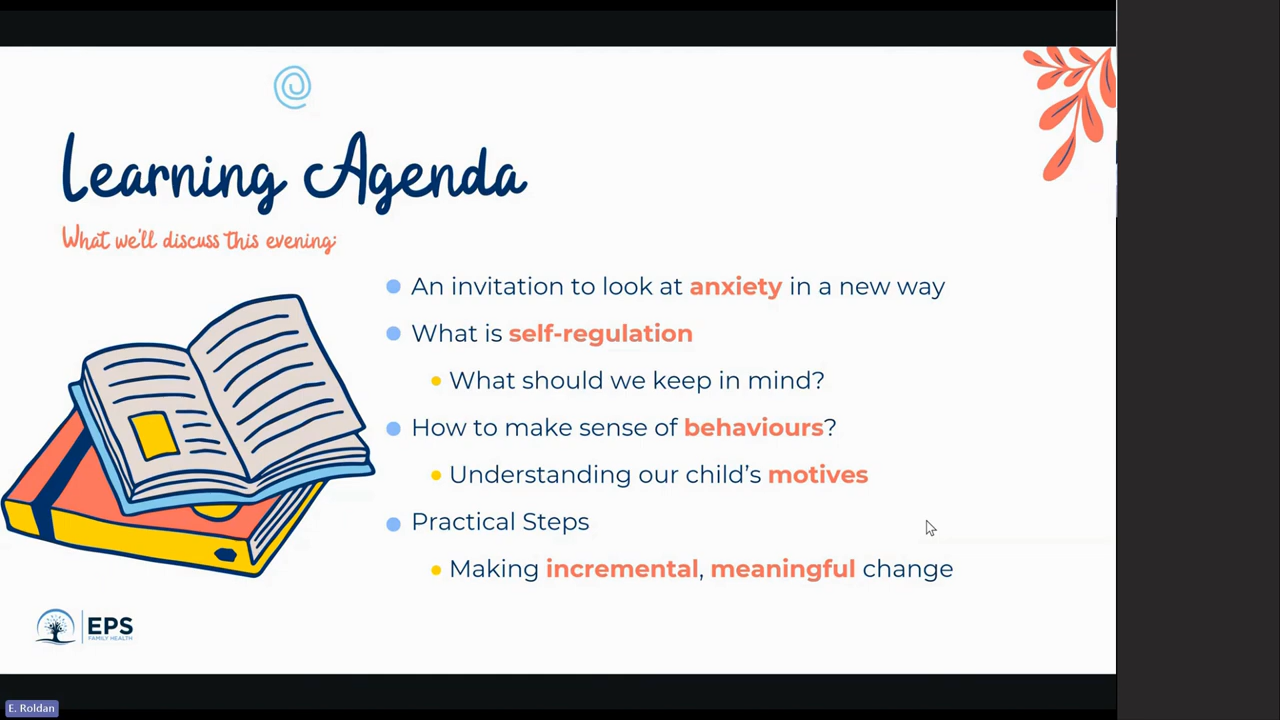 Learning Agenda
What we'll discuss this evening:
An invitation to look at anxiety in a new way
What is self-regulation
What should we keep in mind?
How to make sense of behaviours?
Understanding our child's motives
Practical Steps
Making incremental, meaningful change
EPS
FAMILY HEALTH
E. Roldan